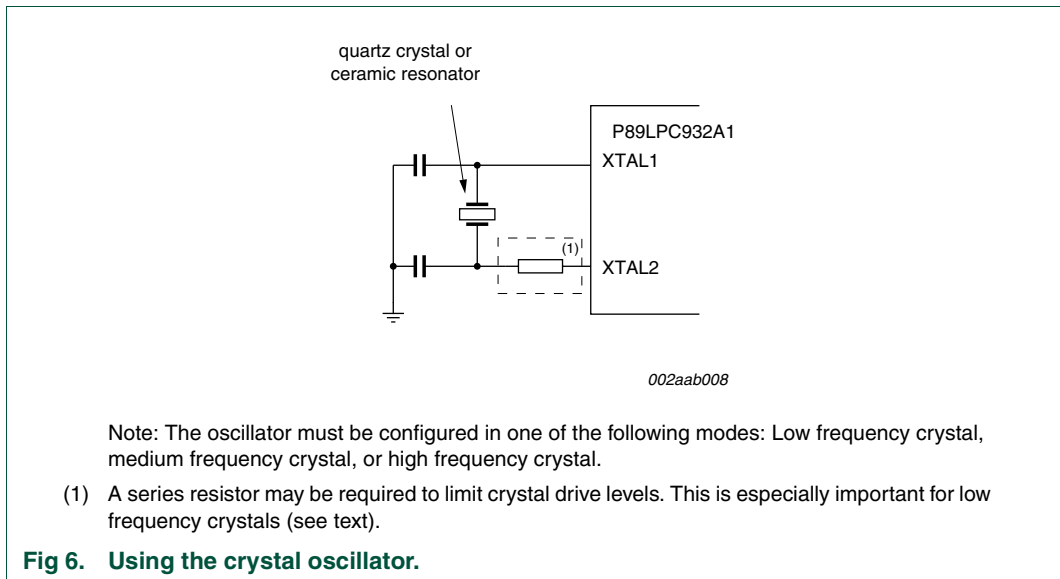 quartz crystal or
ceramic resonator
P89LPC932A1
XTAL1
(1)
XTAL2
002aab008
Note: The oscillator must be configured in one of the following modes: Low frequency crystal,
medium frequency crystal, or high frequency crystal.
(1) A series resistor may be required to limit crystal drive levels. This is especially important for low
frequency crystals (see text).
Fig 6. Using the crystal oscillator.